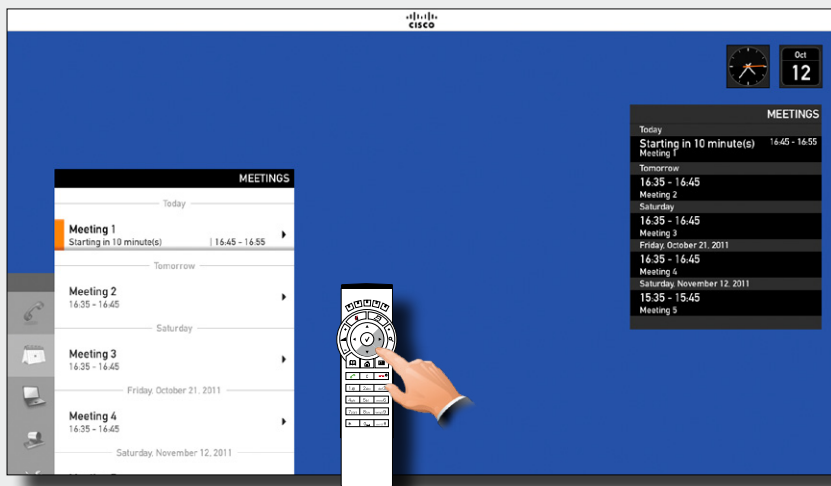 CISCO
Oct
12
MEETINGS
Today
Starting in 10 minute(s) 16:45 - 16:55
Meeting 1
Tomorrow
16:35 - 16:45
Meeting 2
Saturday
16:35 - 16:45
Meeting 3
Friday, October 21, 2011
16:35 - 16:45
Meeting 4
Saturday, November 12, 2011
15:35 - 15:45
Meeting 5
MEETINGS
Today
Meeting 1
Starting in 10 minute(s) | 16:45 - 16:55
Tomorrow
Meeting 2
16:35 - 16:45
Saturday
Meeting 3
16:35 - 16:45
Friday, October 21, 2011
Meeting 4
16:35 - 16:45
Saturday, November 12, 2011